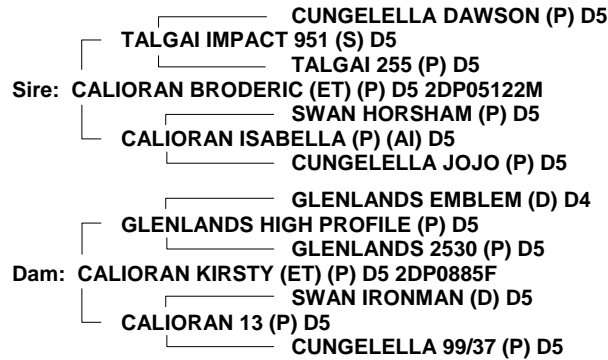 CUNGELELLA DAWSON (P) D5
TALGAI IMPACT 951 (S) D5
TALGAI 255 (P) D5
Sire: CALIORAN BRODERIC (ET) (P) D5 2DP05122M
SWAN HORSHAM (P) D5
CALIORAN ISABELLA (P) (AI) D5
CUNGELELLA JOJO (P) D5
GLENLANDS EMBLEM (D) D4
GLENLANDS HIGH PROFILE (P) D5
GLENLANDS 2530 (P) D5
Dam: CALIORAN KIRSTY (ET) (P) D5 2DP0885F
SWAN IRONMAN (D) D5
CALIORAN 13 (P) D5
CUNGELELLA 99/37 (P) D5